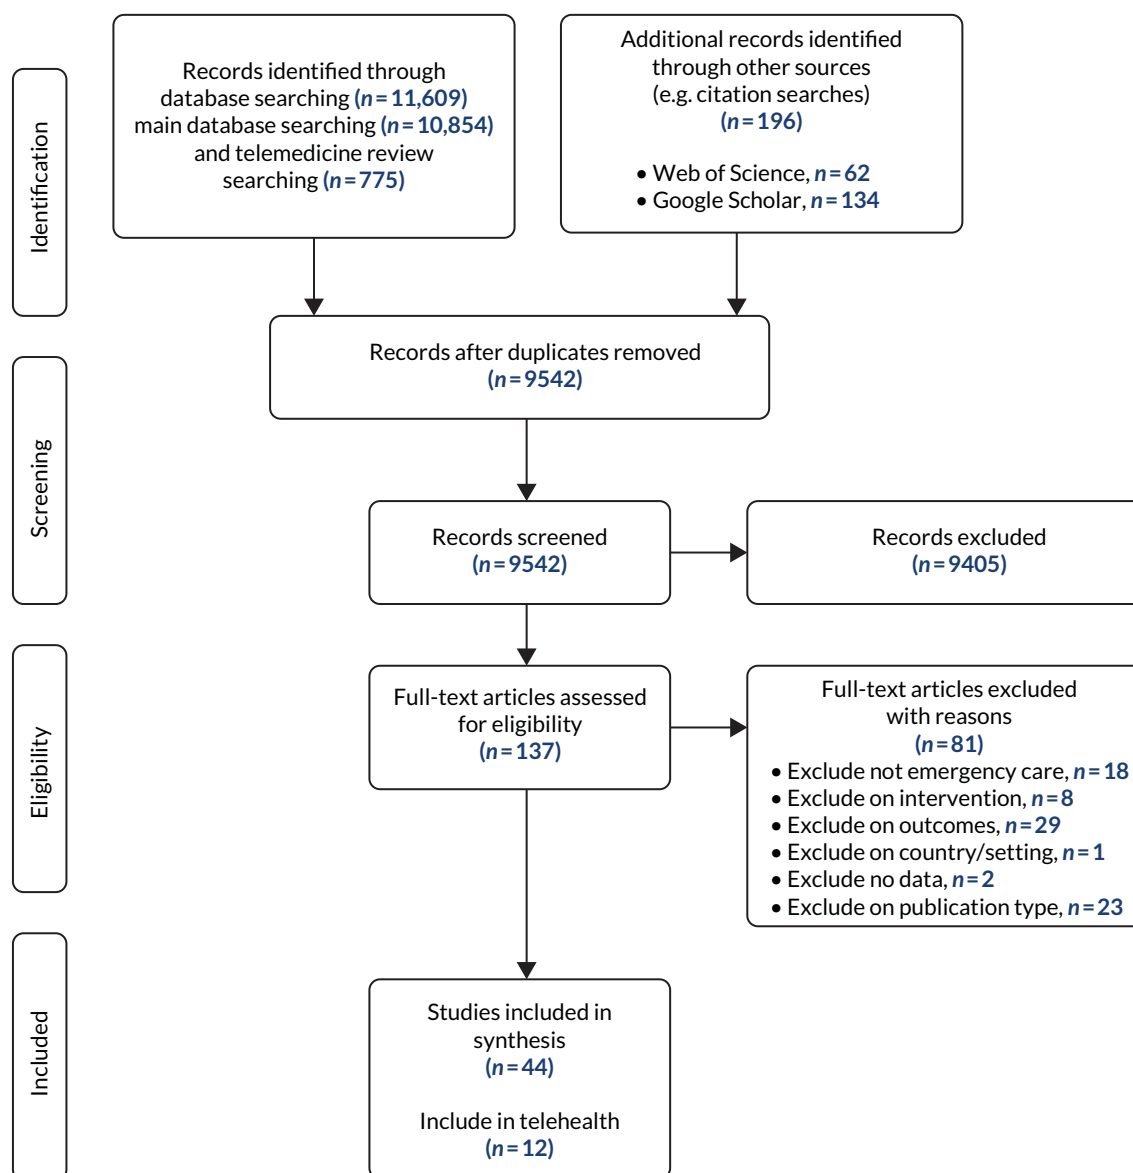 Identification
Records identified through
database searching (n = 11,609)
main database searching (n = 10,854)
and telemedicine review
searching (n = 775)
Additional records identified
through other sources
(e.g. citation searches)
(n = 196)
• Web of Science, n = 62
• Google Scholar, n = 134
Records after duplicates removed
(n = 9542)
Screening
Records screened
(n = 9542)
Records excluded
(n = 9405)
Eligibility
Full-text articles assessed
for eligibility
(n = 137)
Full-text articles excluded
with reasons
(n = 81)
• Exclude not emergency care, n = 18
• Exclude on intervention, n = 8
• Exclude on outcomes, n = 29
• Exclude on country/setting, n = 1
• Exclude no data, n = 2
• Exclude on publication type, n = 23
Included
Studies included in
synthesis
(n = 44)
Include in telehealth
(n = 12)